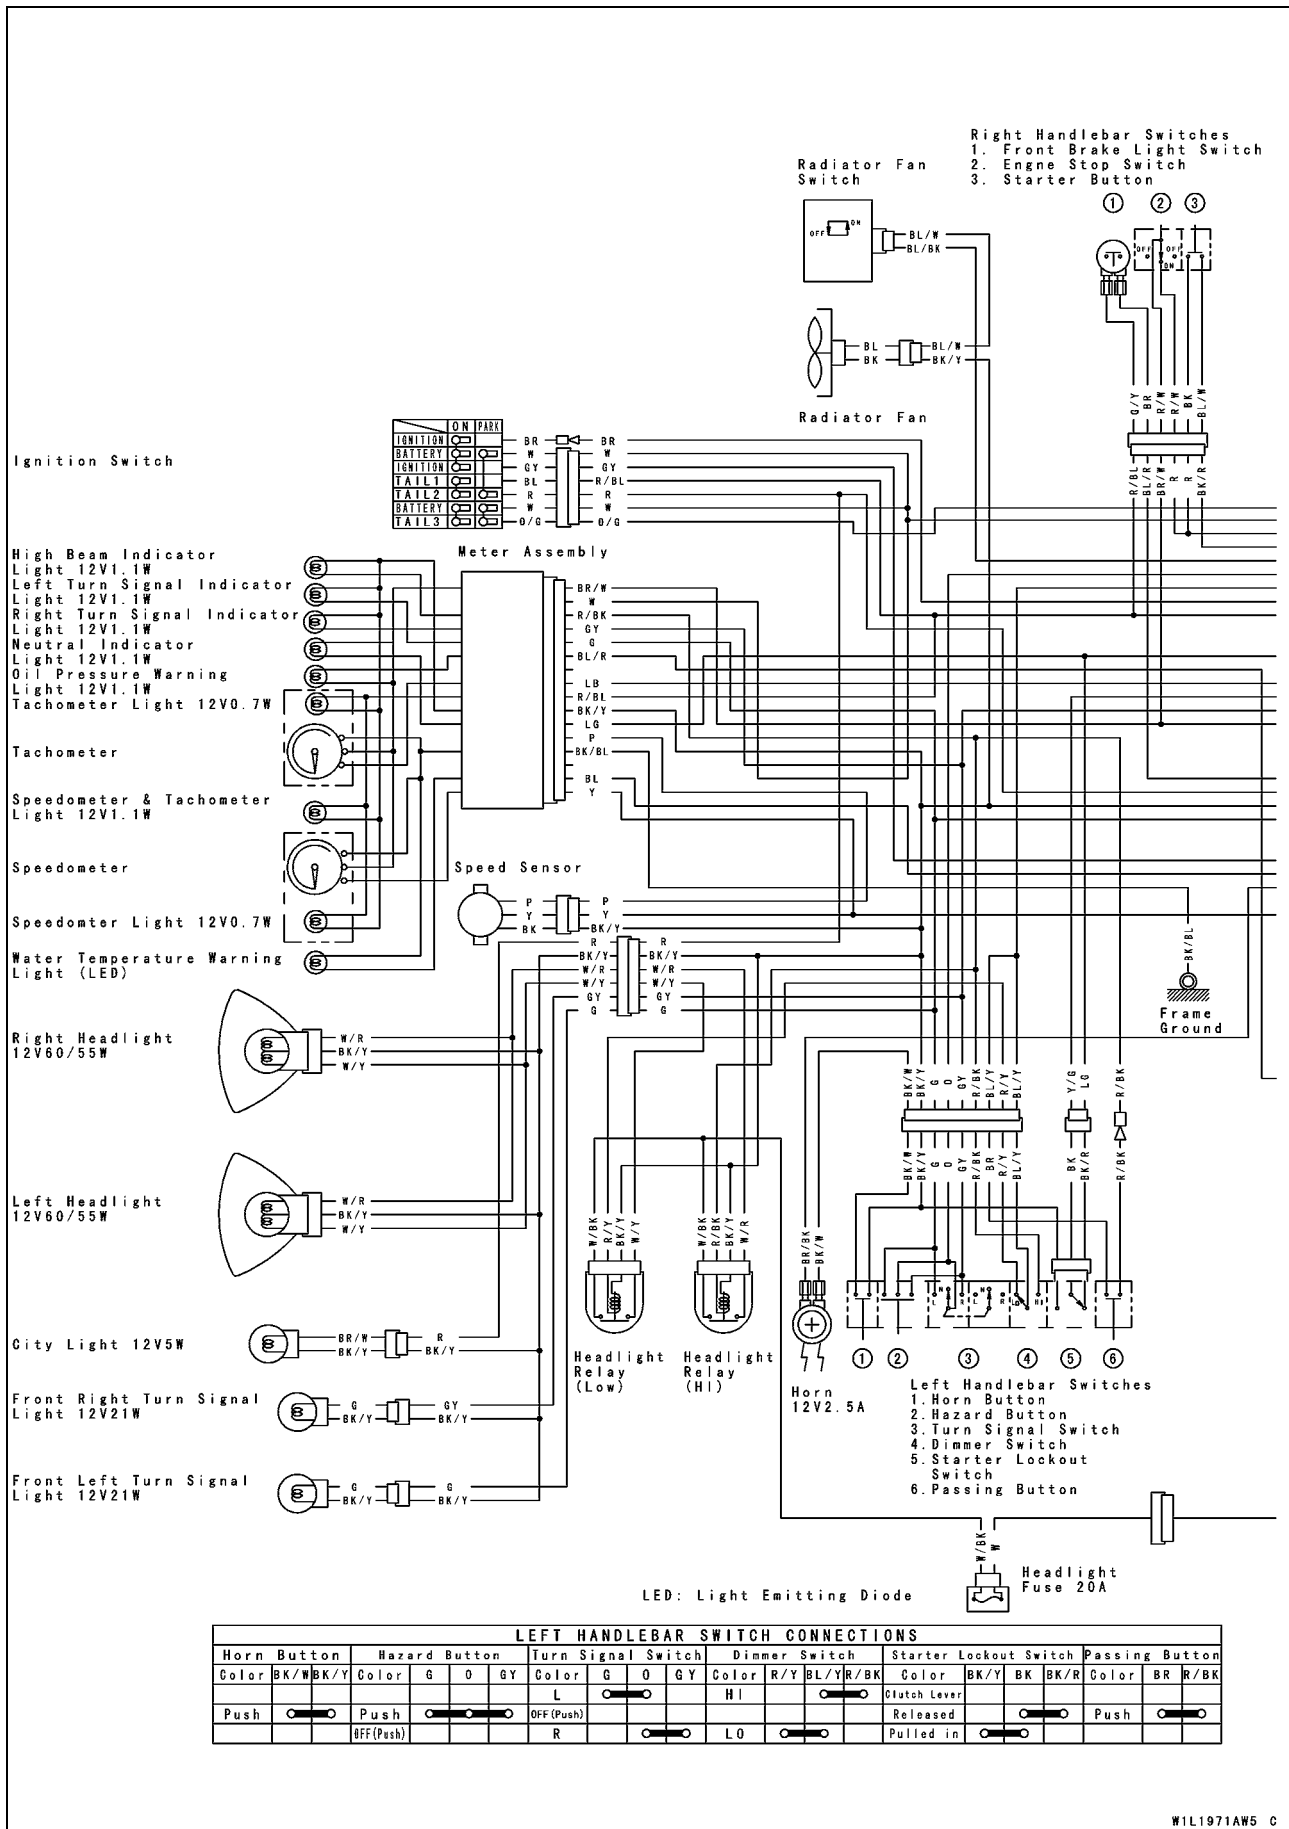 Right Handlebar Switches
1. Front Brake Light Switch
2. Engne Stop Switch
3. Starter Button
1 2 3
Radiator Fan
Switch
OFF ON
BL/W
BL/BK
OFF OFF
ON
BL BL/W
BK BK/Y
Radiator Fan
G/Y BR R/W R/W BK BL/W
R/BL BL/R BR/W R R BK/R
Ignition Switch
ON PARK
IGNITION BR BR
BATTERY W W
IGNITION GY GY
TAIL1 BL R/BL
TAIL2 R R
BATTERY W W
TAIL3 O/G O/G
Meter Assembly
High Beam Indicator
Light 12V1.1W
Left Turn Signal Indicator
Light 12V1.1W
Right Turn Signal Indicator
Light 12V1.1W
Neutral Indicator
Light 12V1.1W
Oil Pressure Warning
Light 12V1.1W
Tachometer Light 12V0.7W
Tachometer
Speedometer & Tachometer
Light 12V1.1W
Speedometer
Speedomter Light 12V0.7W
Water Temperature Warning
Light (LED)
BR/W
W
R/BK
GY
G
BL/R
LB
R/BL
BK/Y
LG
P
BK/BL
BL
Y
Speed Sensor
P P
Y Y
BK BK/Y
R R
BK/Y BK/Y
W/R W/R
W/Y W/Y
GY GY
G G
BK/BL
Frame
Ground
Right Headlight
12V60/55W
W/R
BK/Y
W/Y
Left Headlight
12V60/55W
W/R
BK/Y
W/Y
City Light 12V5W
BR/W R
BK/Y BK/Y
Front Right Turn Signal
Light 12V21W
G GY
BK/Y BK/Y
Front Left Turn Signal
Light 12V21W
G G
BK/Y BK/Y
W/BK R/Y BK/Y W/Y
Headlight
Relay
(Low)
W/BK R/BK BK/Y W/R
Headlight
Relay
(HI)
BR/BK BK/W
Horn
12V2.5A
BK/W BK/Y G O GY R/BK BL/Y R/Y BL/Y Y/G LG R/BK
BK/W BK/Y G O GY R/BK BR R/Y BL/Y BK BK/R R/BK
L N R L N R LO HI
1 2 3 4 5 6
Left Handlebar Switches
1. Horn Button
2. Hazard Button
3. Turn Signal Switch
4. Dimmer Switch
5. Starter Lockout
Switch
6. Passing Button
W/BK W
Headlight
Fuse 20A
LED: Light Emitting Diode
LEFT HANDLEBAR SWITCH CONNECTIONS
Horn Button Hazard Button Turn Signal Switch Dimmer Switch Starter Lockout Switch Passing Button
Color BK/W BK/Y Color G O GY Color G O GY Color R/Y BL/Y R/BK Color BK/Y BK BK/R Color BR R/BK
L HI Clutch Lever
Push Push OFF(Push) Released Push
OFF(Push) R LO Pulled in
W1L1971AW5 C